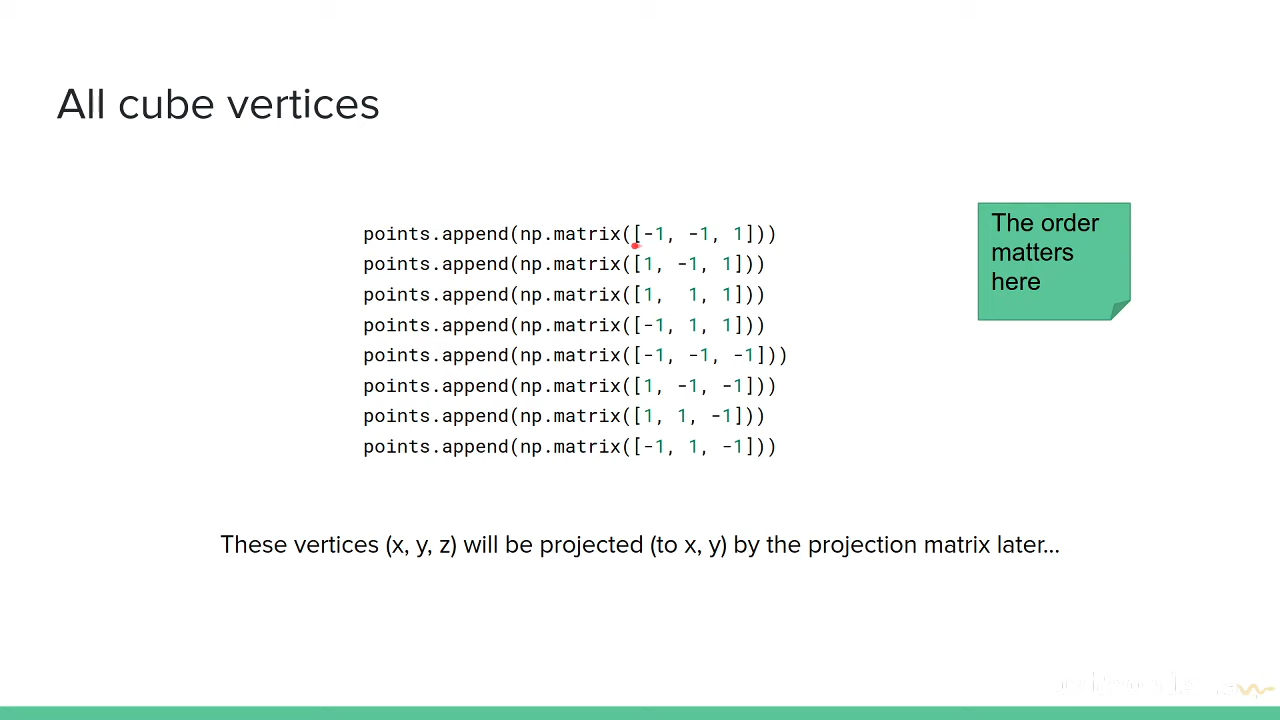 All cube vertices
points.append(np.matrix([-1, -1, 1]))
points.append(np.matrix([1, -1, 1]))
points.append(np.matrix([1,  1, 1]))
points.append(np.matrix([-1, 1, 1]))
points.append(np.matrix([-1, -1, -1]))
points.append(np.matrix([1, -1, -1]))
points.append(np.matrix([1, 1, -1]))
points.append(np.matrix([-1, 1, -1]))
The order
matters
here
These vertices (x, y, z) will be projected (to x, y) by the projection matrix later...